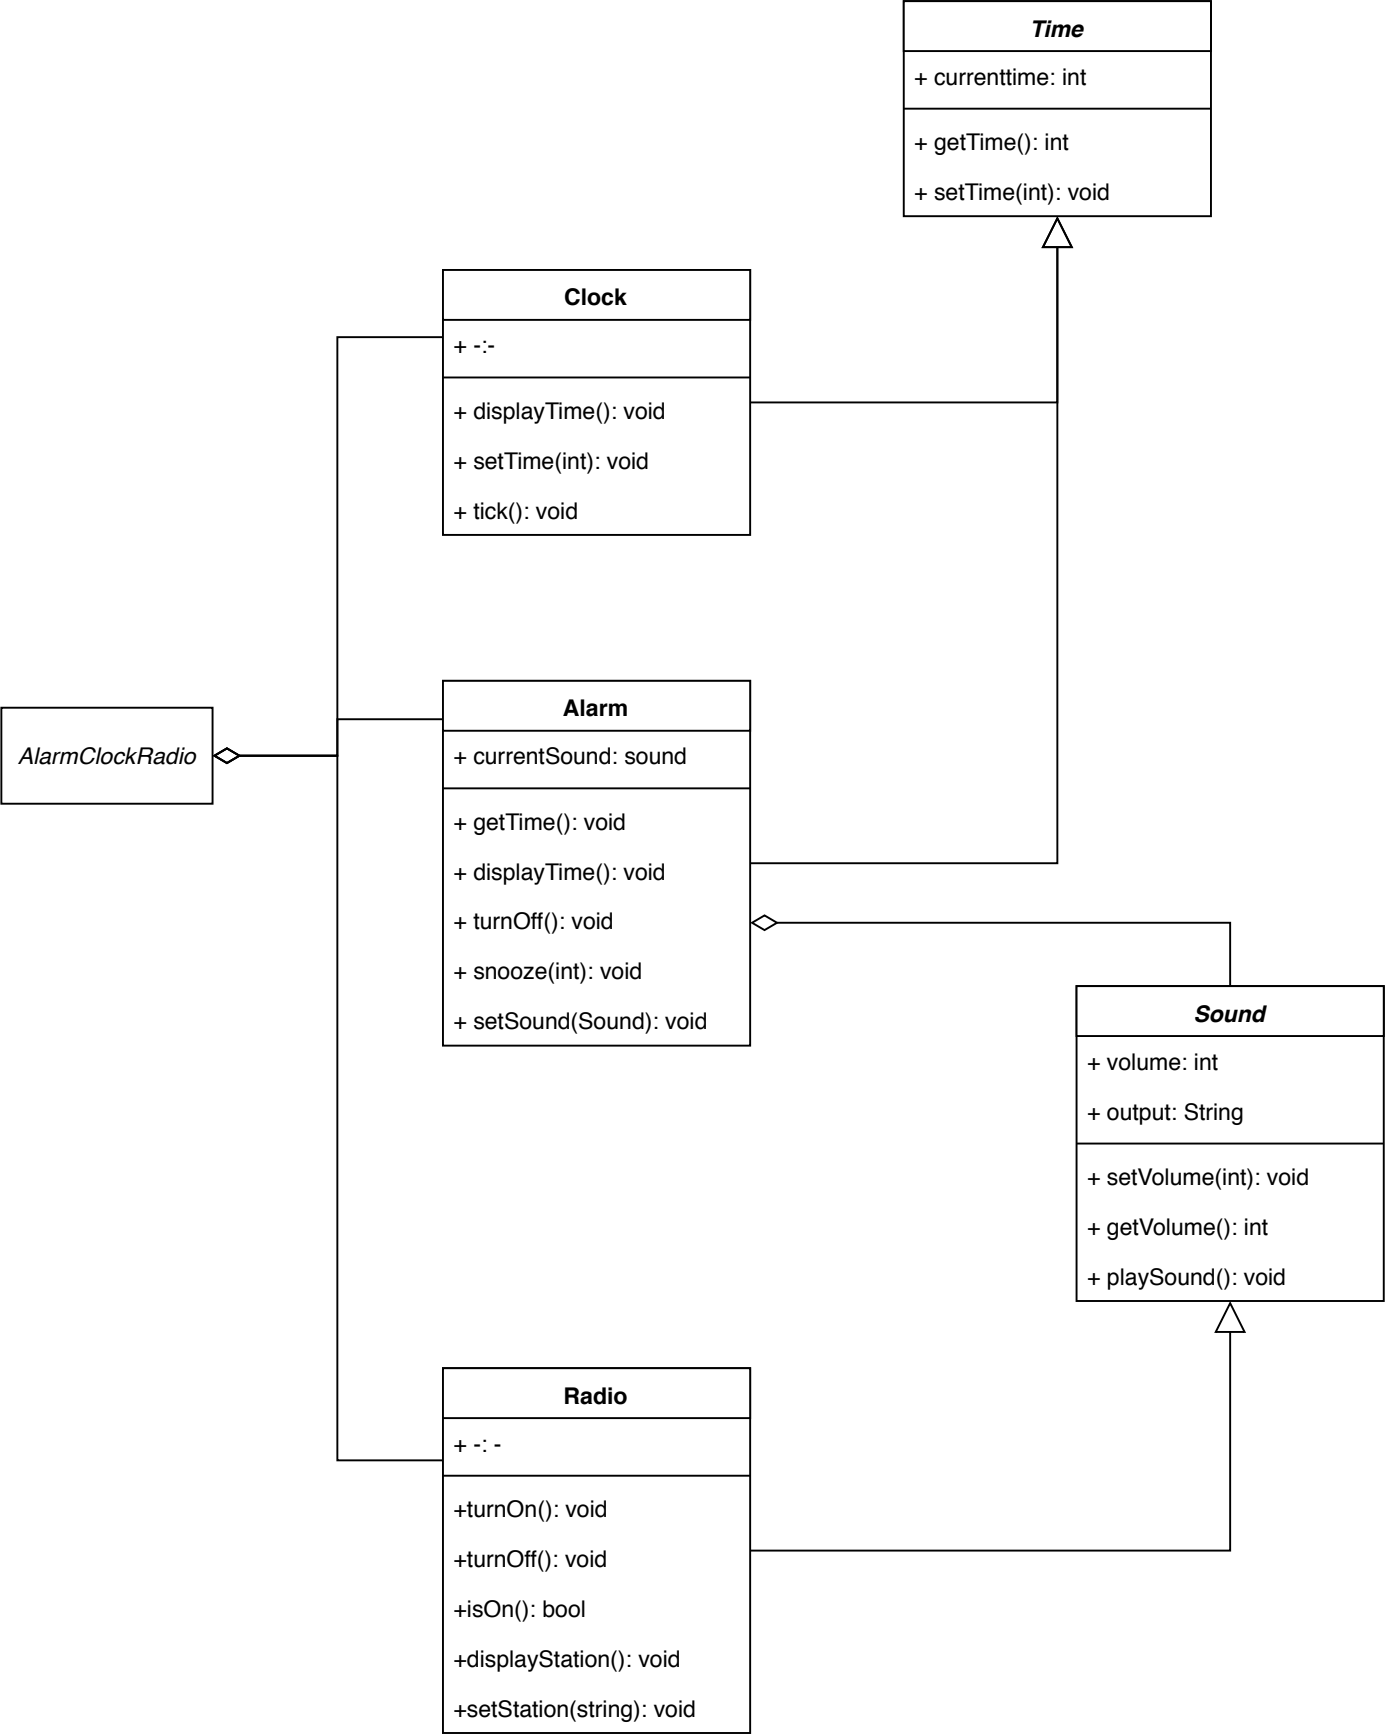 Time
+ currenttime: int
+ getTime(): int
+ setTime(int): void
Clock
+ -:-
+ displayTime(): void
+ setTime(int): void
+ tick(): void
AlarmClockRadio
Alarm
+ currentSound: sound
+ getTime(): void
+ displayTime(): void
+ turnOff(): void
+ snooze(int): void
+ setSound(Sound): void
Sound
+ volume: int
+ output: String
+ setVolume(int): void
+ getVolume(): int
+ playSound(): void
Radio
+ -: -
+turnOn(): void
+turnOff(): void
+isOn(): bool
+displayStation(): void
+setStation(string): void